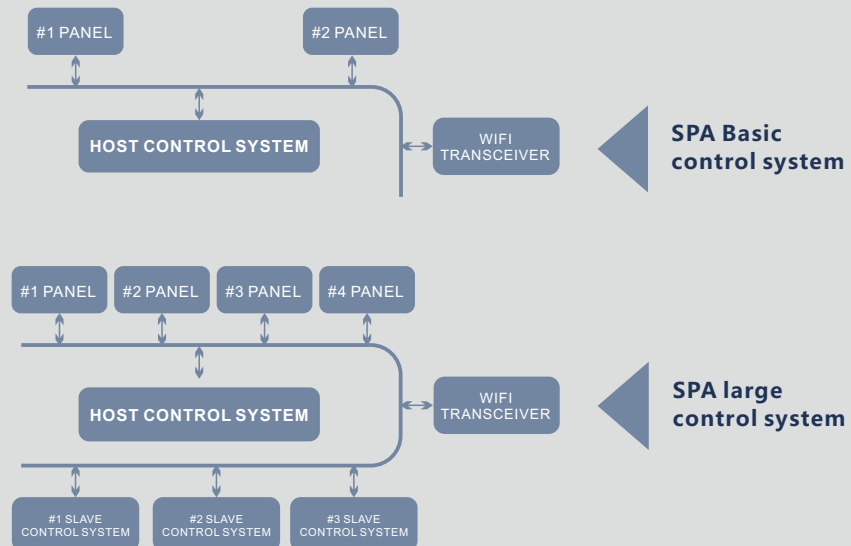 #1 PANEL
#2 PANEL
HOST CONTROL SYSTEM
WIFI
TRANSCEIVER
SPA Basic
control system
#1 PANEL
#2 PANEL
#3 PANEL
#4 PANEL
HOST CONTROL SYSTEM
WIFI
TRANSCEIVER
SPA large
control system
#1 SLAVE
CONTROL SYSTEM
#2 SLAVE
CONTROL SYSTEM
#3 SLAVE
CONTROL SYSTEM